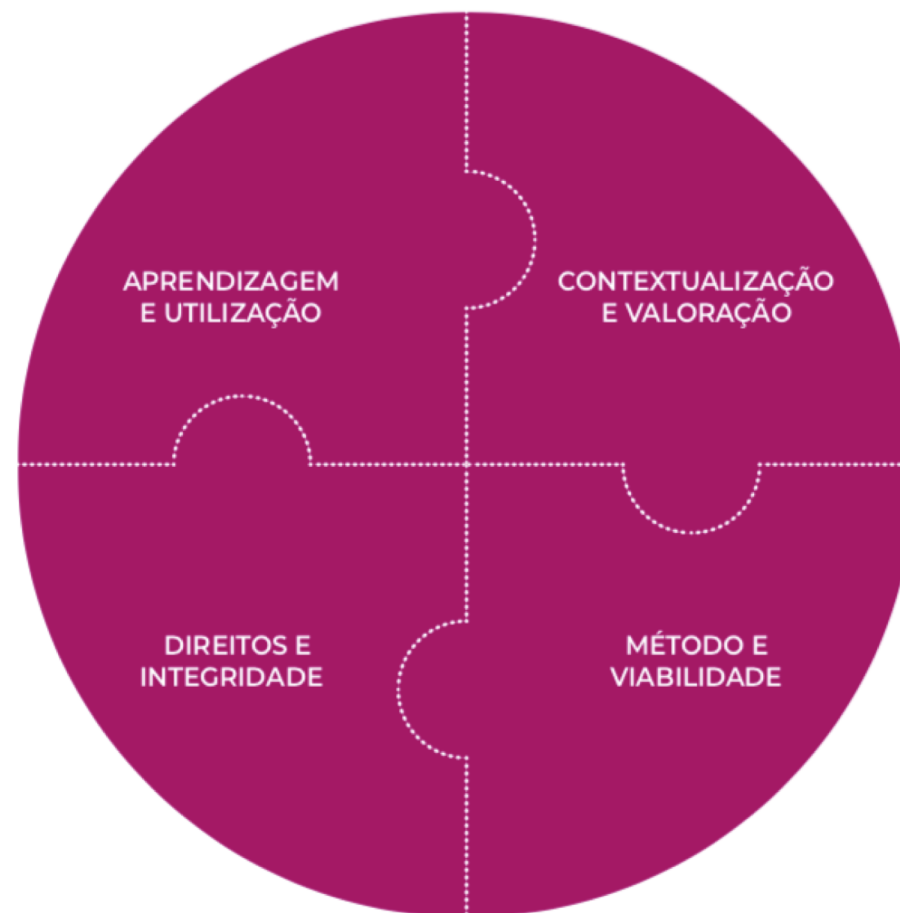 APRENDIZAGEM
E UTILIZAÇÃO
CONTEXTUALIZAÇÃO
E VALORAÇÃO
DIREITOS E
INTEGRIDADE
MÉTODO E
VIABILIDADE